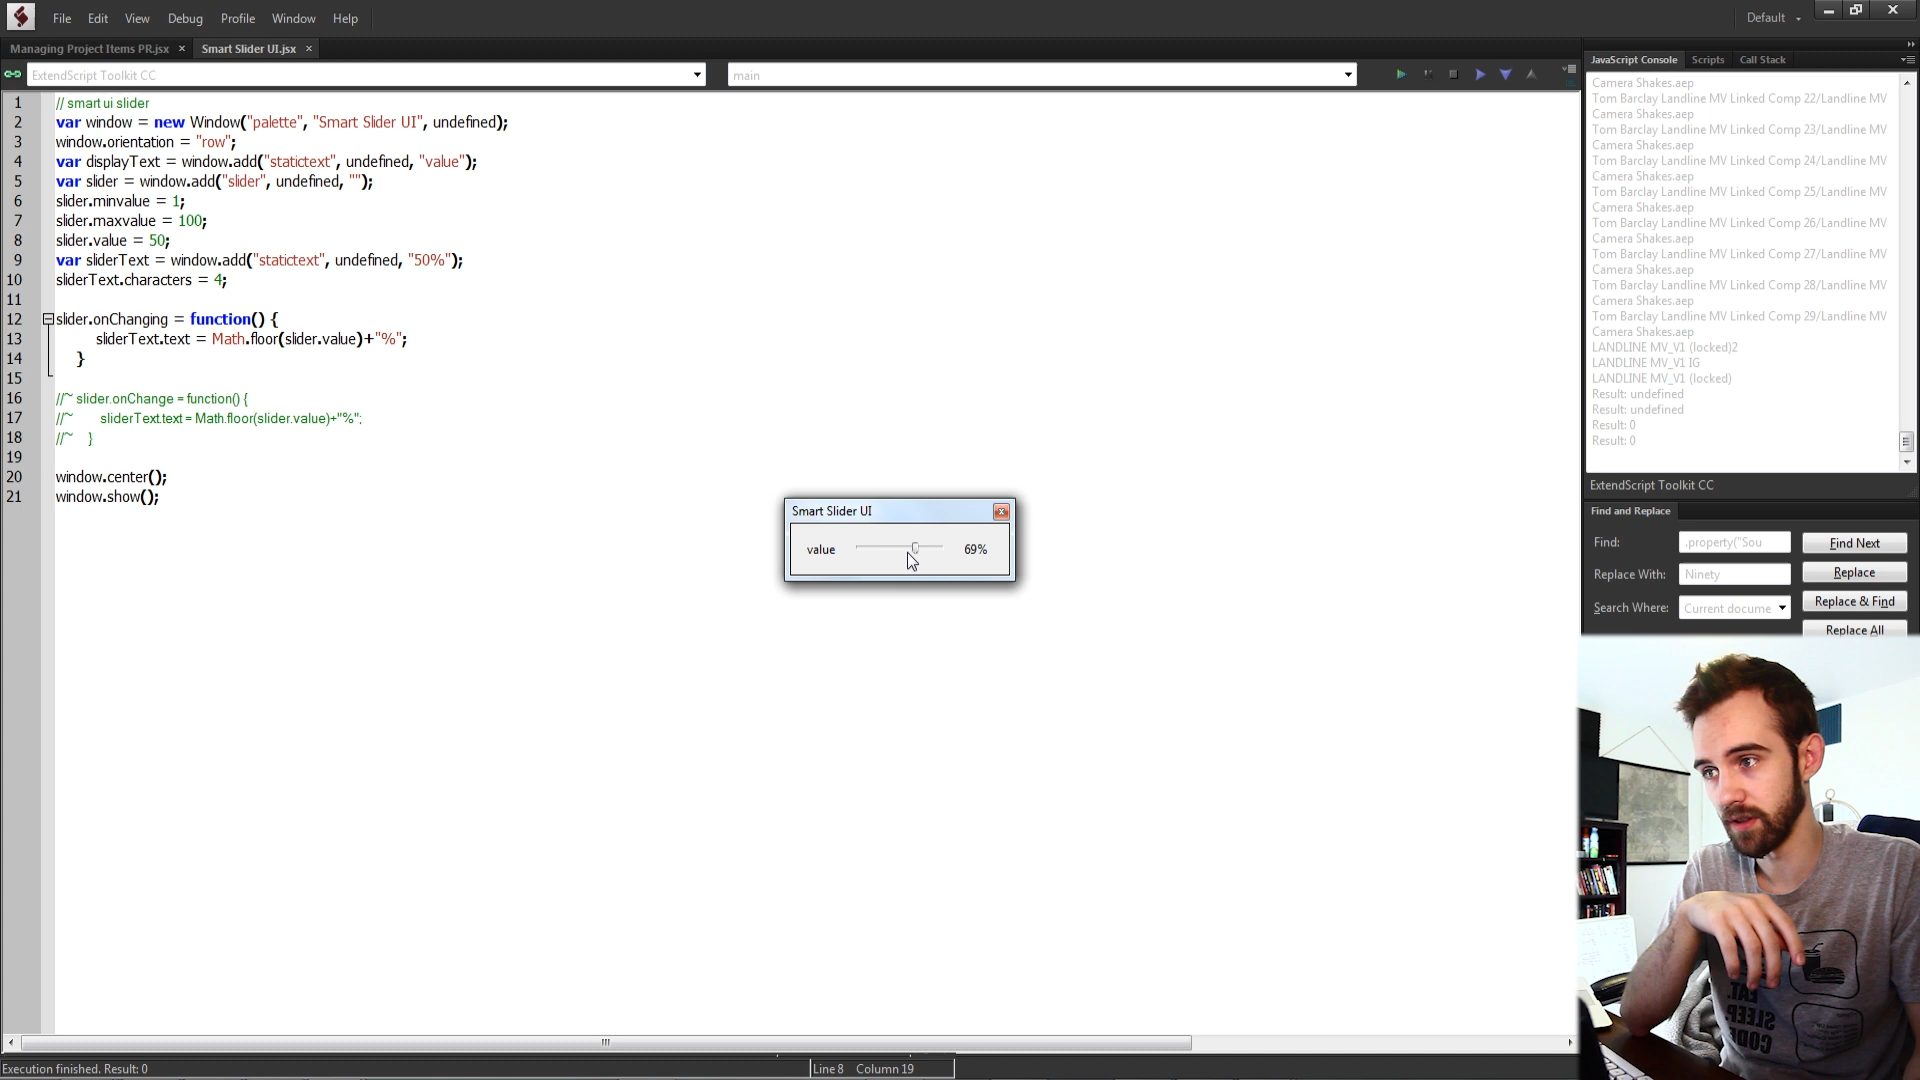 File Edit View Debug Profile Window Help
Default
Managing Project Items PR.jsx ×
Smart Slider UI.jsx ×
ExtendScript Toolkit CC
main
1 // smart ui slider
2 var window = new Window("palette", "Smart Slider UI", undefined);
3 window.orientation = "row";
4 var displayText = window.add("statictext", undefined, "value");
5 var slider = window.add("slider", undefined, "");
6 slider.minvalue = 1;
7 slider.maxvalue = 100;
8 slider.value = 50;
9 var sliderText = window.add("statictext", undefined, "50%");
10 sliderText.characters = 4;
11
12 slider.onChanging = function() {
13 sliderText.text = Math.floor(slider.value)+"%";
14 }
15
16 //~ slider.onChange = function() {
17 //~ sliderText.text = Math.floor(slider.value)+"%";
18 //~ }
19
20 window.center();
21 window.show();
Smart Slider UI
value 69%
JavaScript Console Scripts Call Stack
Camera Shakes.aep
Tom Barclay Landline MV Linked Comp 22/Landline MV
Camera Shakes.aep
Tom Barclay Landline MV Linked Comp 23/Landline MV
Camera Shakes.aep
Tom Barclay Landline MV Linked Comp 24/Landline MV
Camera Shakes.aep
Tom Barclay Landline MV Linked Comp 25/Landline MV
Camera Shakes.aep
Tom Barclay Landline MV Linked Comp 26/Landline MV
Camera Shakes.aep
Tom Barclay Landline MV Linked Comp 27/Landline MV
Camera Shakes.aep
Tom Barclay Landline MV Linked Comp 28/Landline MV
Camera Shakes.aep
Tom Barclay Landline MV Linked Comp 29/Landline MV
Camera Shakes.aep
LANDLINE MV_V1 (locked)2
LANDLINE MV_V1 IG
LANDLINE MV_V1 (locked)
Result: undefined
Result: undefined
Result: 0
Result: 0
ExtendScript Toolkit CC
Find and Replace
Find: .property("Sou Find Next
Replace With: Ninety Replace
Search Where: Current docume Replace & Find
Replace All
EAT.
SLEEP.
CODE.
Execution finished. Result: 0
Line 8 Column 19